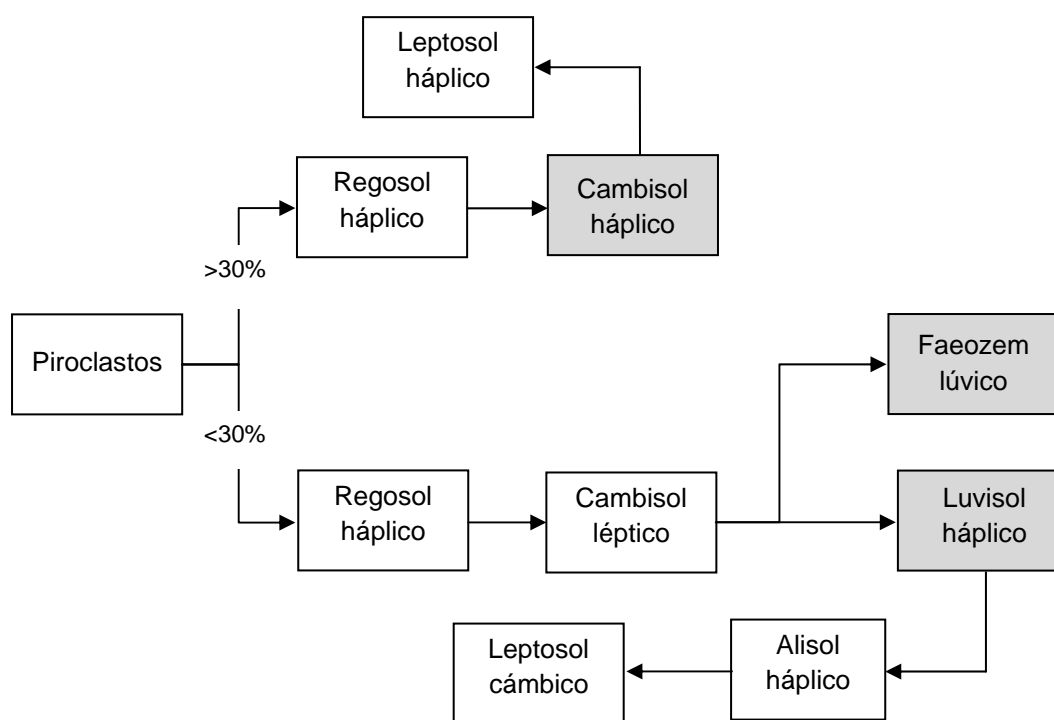 Leptosol
háplico
Regosol
háplico
Cambisol
háplico
>30%
Piroclastos
Faeozem
lúvico
<30%
Regosol
háplico
Cambisol
léptico
Luvisol
háplico
Leptosol
cámbico
Alisol
háplico